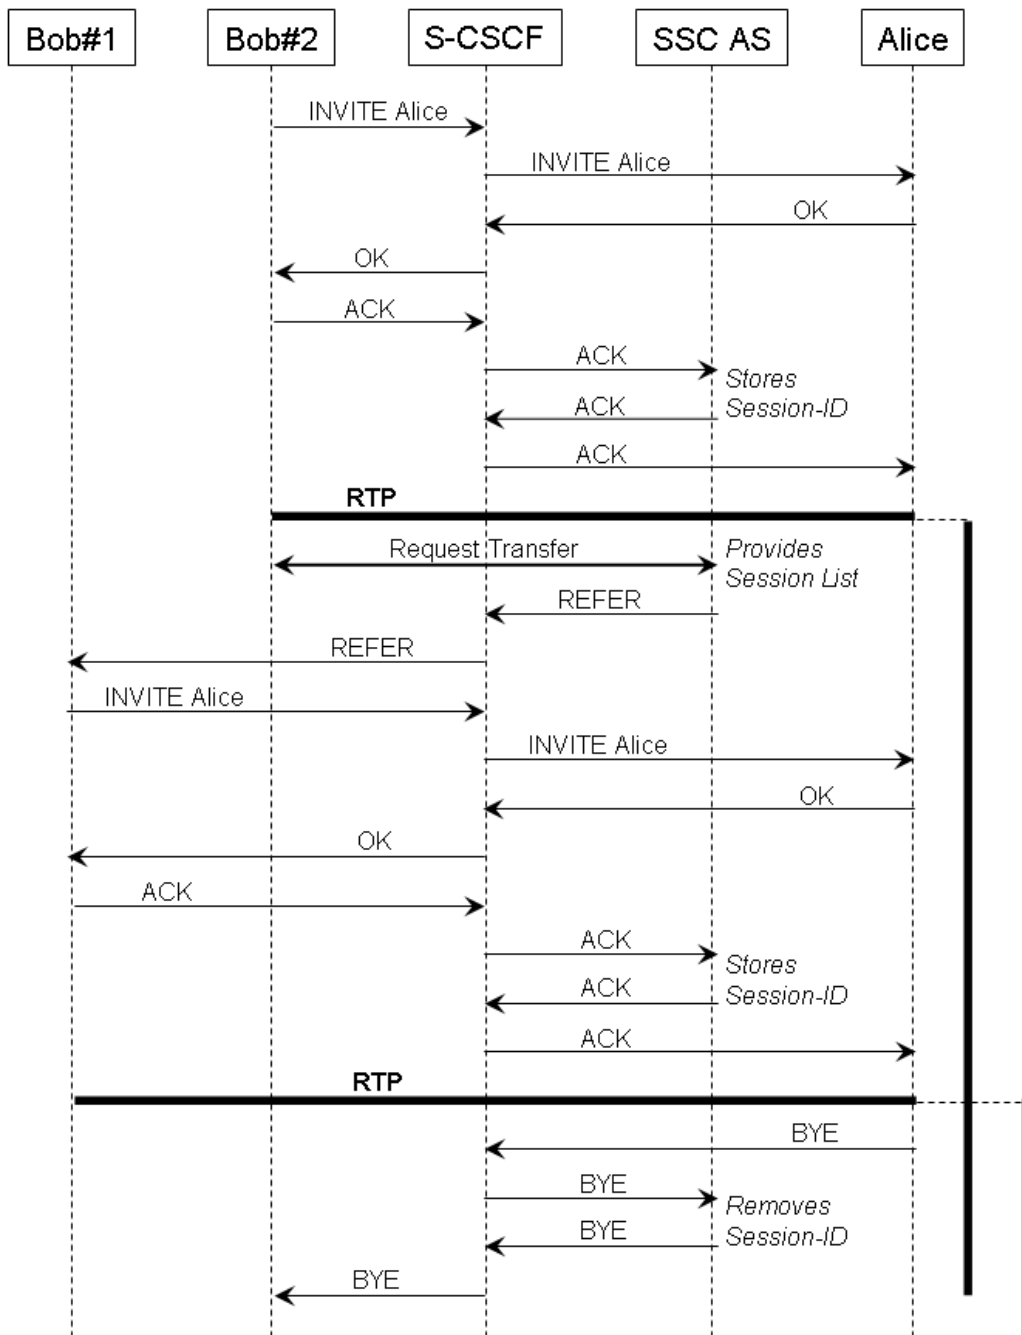 Bob#1 Bob#2 S-CSCF SSC AS Alice
INVITE Alice
INVITE Alice
OK
OK
ACK
ACK
Stores
Session-ID
ACK
ACK
RTP
Request Transfer
Provides
Session List
REFER
REFER
INVITE Alice
INVITE Alice
OK
OK
ACK
ACK
Stores
Session-ID
ACK
ACK
RTP
BYE
BYE
Removes
Session-ID
BYE
BYE